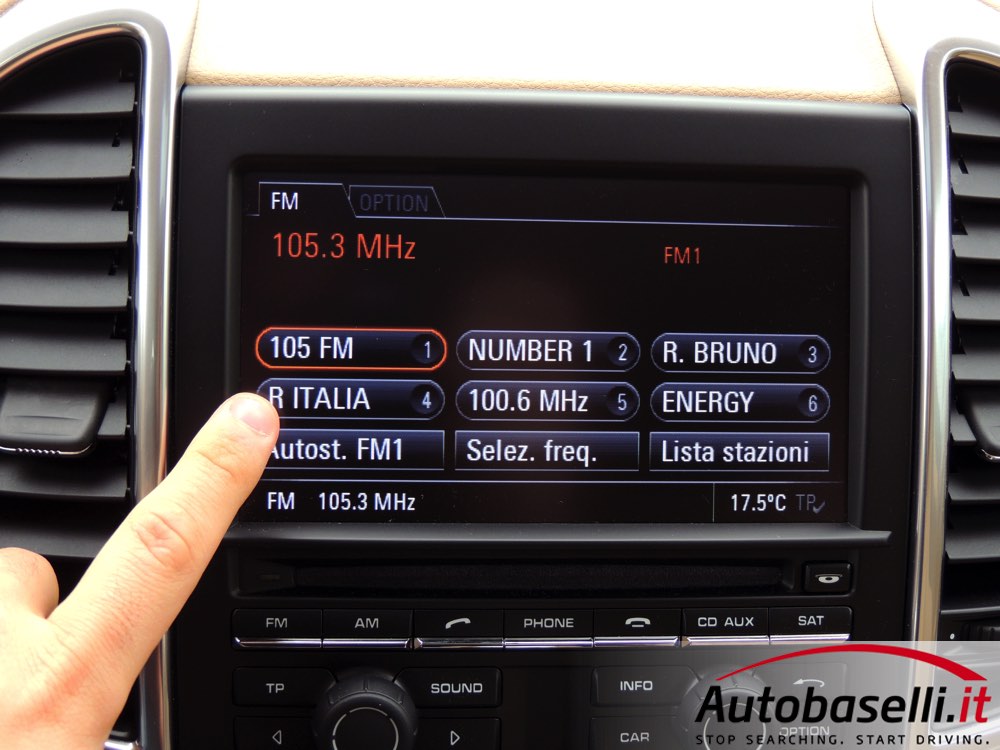 FM OPTION
105.3 MHz FM1
105 FM 1 NUMBER 1 2 R. BRUNO 3
R ITALIA 4 100.6 MHz 5 ENERGY 6
Autost. FM1 Selez. freq. Lista stazioni
FM 105.3 MHz 17.5°C TP
FM AM PHONE CD AUX SAT
TP SOUND INFO
CAR OPTION
Autobaselli.it
STOP SEARCHING. START DRIVING.